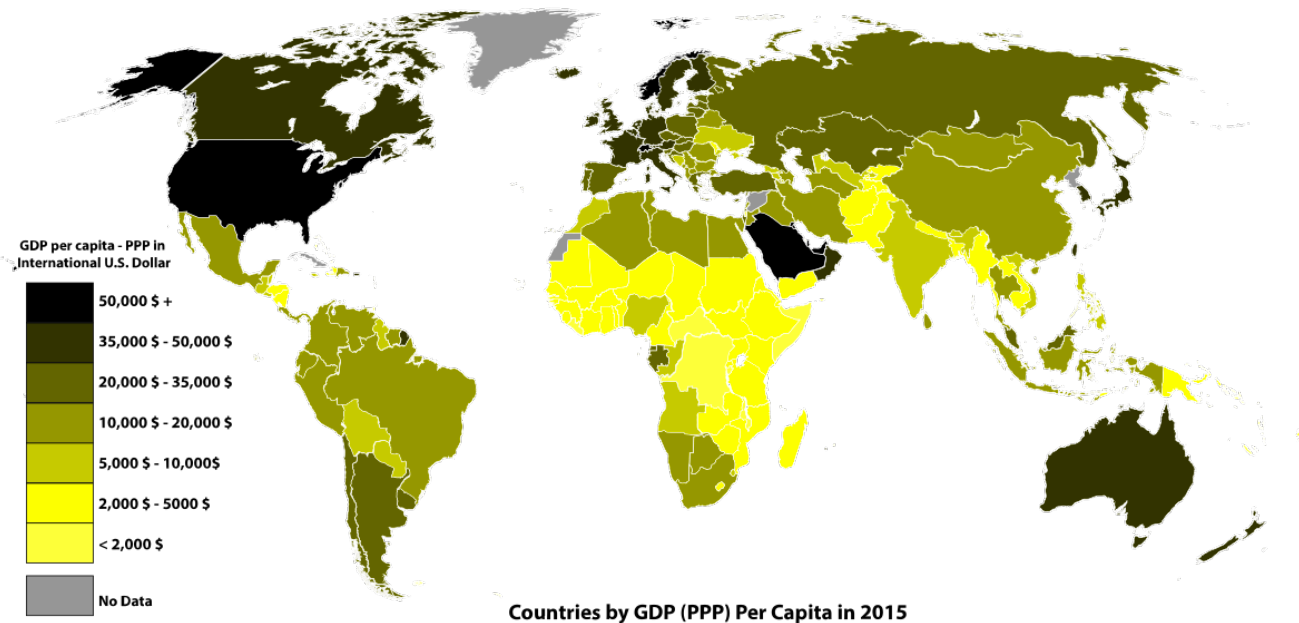 GDP per capita - PPP in
International U.S. Dollar
50,000 $ +
35,000 $ - 50,000 $
20,000 $ - 35,000 $
10,000 $ - 20,000 $
5,000 $ - 10,000$
2,000 $ - 5000 $
< 2,000 $
No Data
Countries by GDP (PPP) Per Capita in 2015